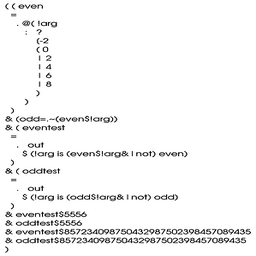 ( ( even
=
. @( !arg
: ?
(-2
( 0
| 2
| 4
| 6
| 8
)
)
)
& (odd=.~(even$!arg))
& ( eventest
=
. out
$ (!arg is (even$!arg& | not) even)
)
& ( oddtest
=
. out
$ (!arg is (odd$!arg& | not) odd)
)
& eventest$5556
& oddtest$5556
& eventest$857234098750432987502398457089435
& oddtest$857234098750432987502398457089435
)